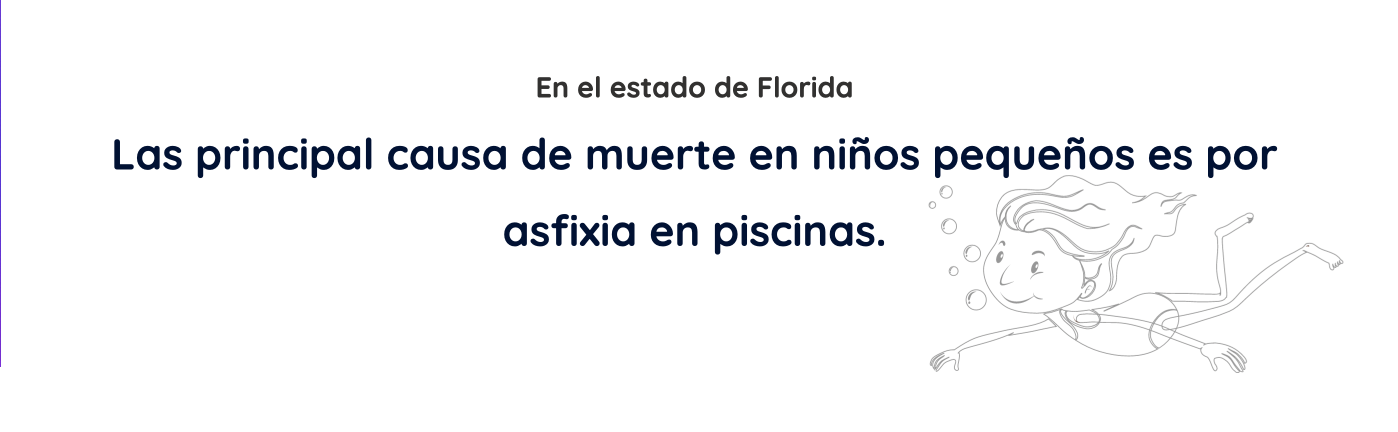 En el estado de Florida
Las principal causa de muerte en niños pequeños es por
asfixia en piscinas.